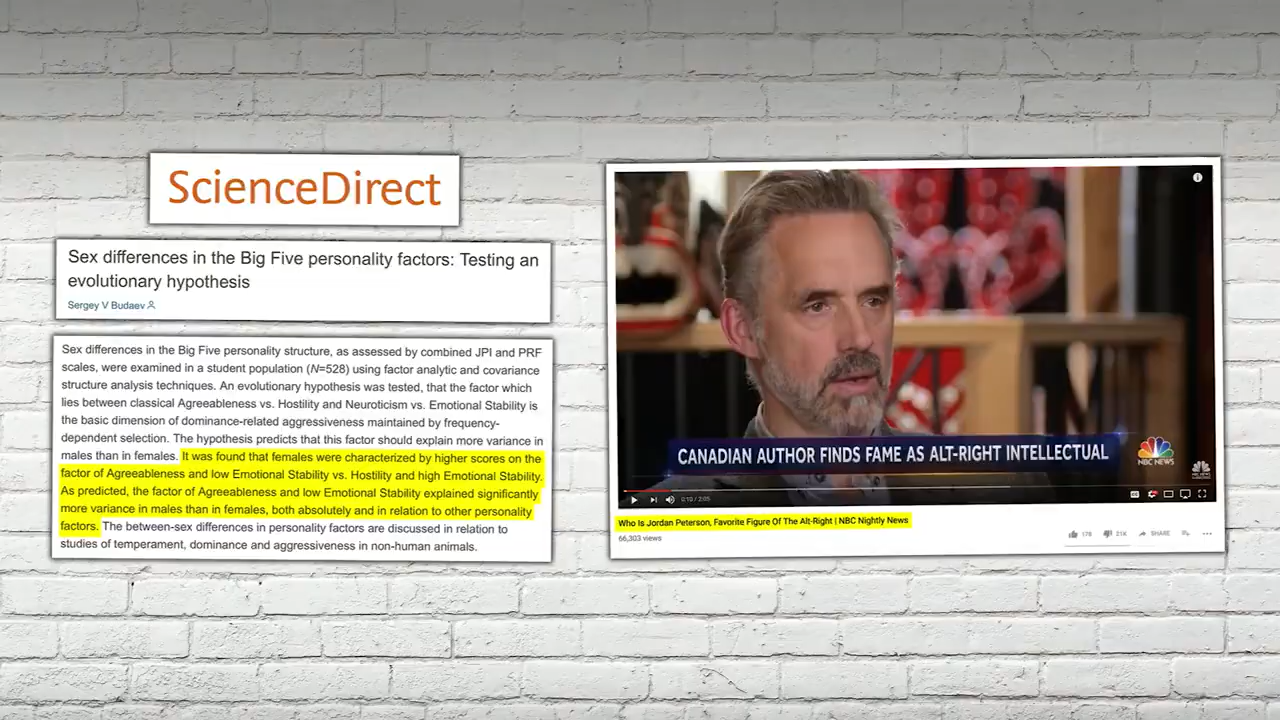 ScienceDirect
Sex differences in the Big Five personality factors: Testing an
evolutionary hypothesis
Sergey V Budaev
Sex differences in the Big Five personality structure, as assessed by combined JPI and PRF
scales, were examined in a student population (N=528) using factor analytic and covariance
structure analysis techniques. An evolutionary hypothesis was tested, that the factor which
lies between classical Agreeableness vs. Hostility and Neuroticism vs. Emotional Stability is
the basic dimension of dominance-related aggressiveness maintained by frequency-
dependent selection. The hypothesis predicts that this factor should explain more variance in
males than in females. It was found that females were characterized by higher scores on the
factor of Agreeableness and low Emotional Stability vs. Hostility and high Emotional Stability.
As predicted, the factor of Agreeableness and low Emotional Stability explained significantly
more variance in males than in females, both absolutely and in relation to other personality
factors. The between-sex differences in personality factors are discussed in relation to
studies of temperament, dominance and aggressiveness in non-human animals.
CANADIAN AUTHOR FINDS FAME AS ALT-RIGHT INTELLECTUAL
NBC NEWS
0:10 / 2:05
Who Is Jordan Peterson, Favorite Figure Of The Alt-Right | NBC Nightly News
66,303 views
178
21K
SHARE